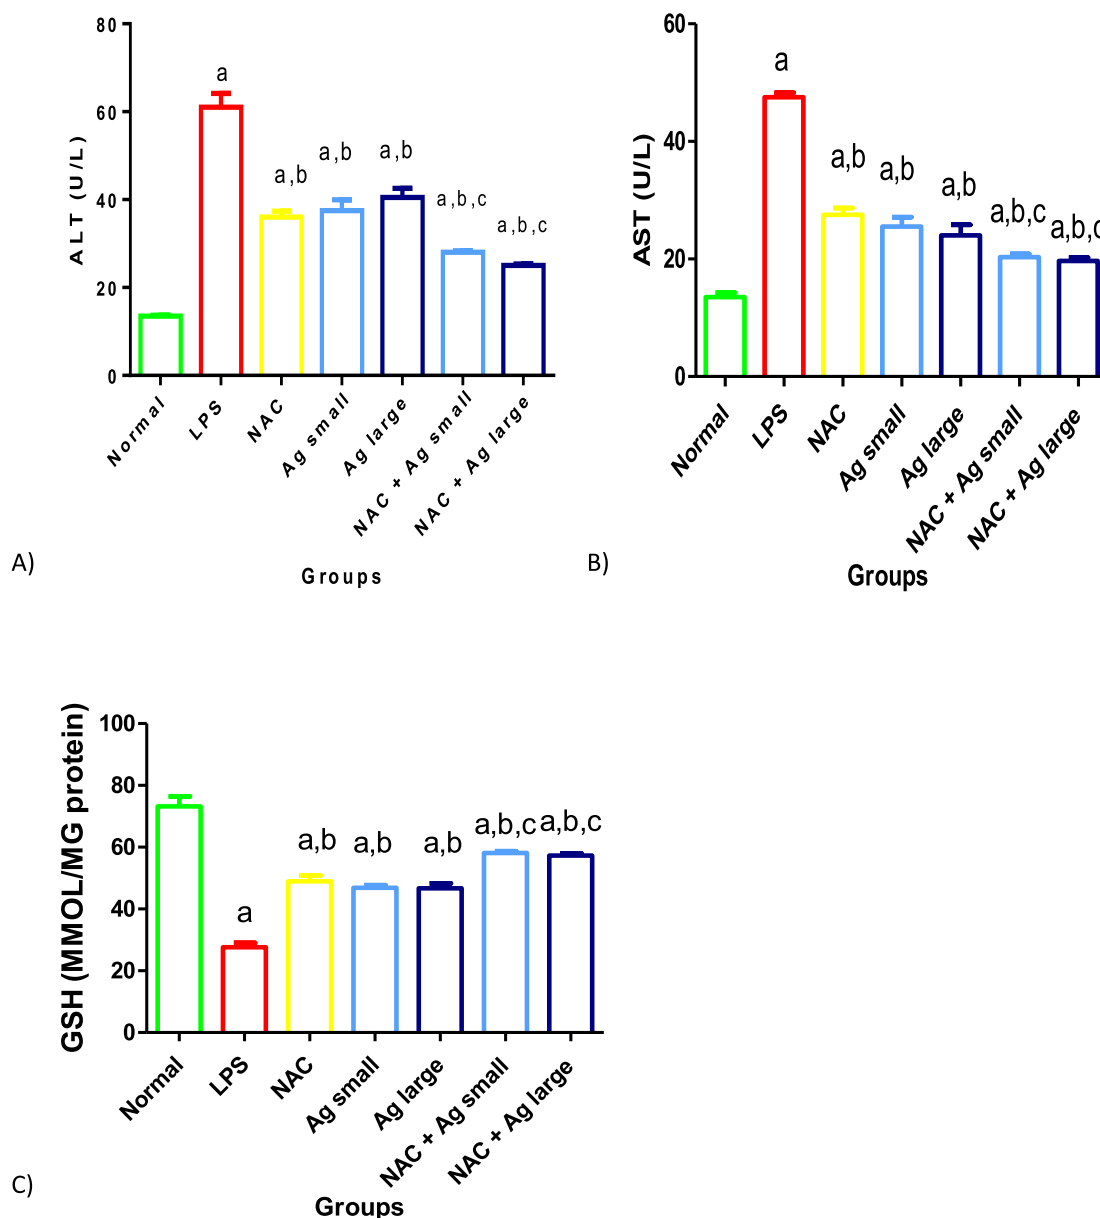 80
60
40
20
0
ALT (U/L)
a
a,b
a,b
a,b
a,b,c
a,b,c
Normal
LPS
NAC
Ag small
Ag large
NAC + Ag small
NAC + Ag large
Groups
A)
60
40
20
0
AST (U/L)
a
a,b
a,b
a,b
a,b,c
a,b,c
Normal
LPS
NAC
Ag small
Ag large
NAC + Ag small
NAC + Ag large
Groups
B)
100
80
60
40
20
0
GSH (MMOL/MG protein)
a
a,b
a,b
a,b
a,b,c
a,b,c
Normal
LPS
NAC
Ag small
Ag large
NAC + Ag small
NAC + Ag large
Groups
C)